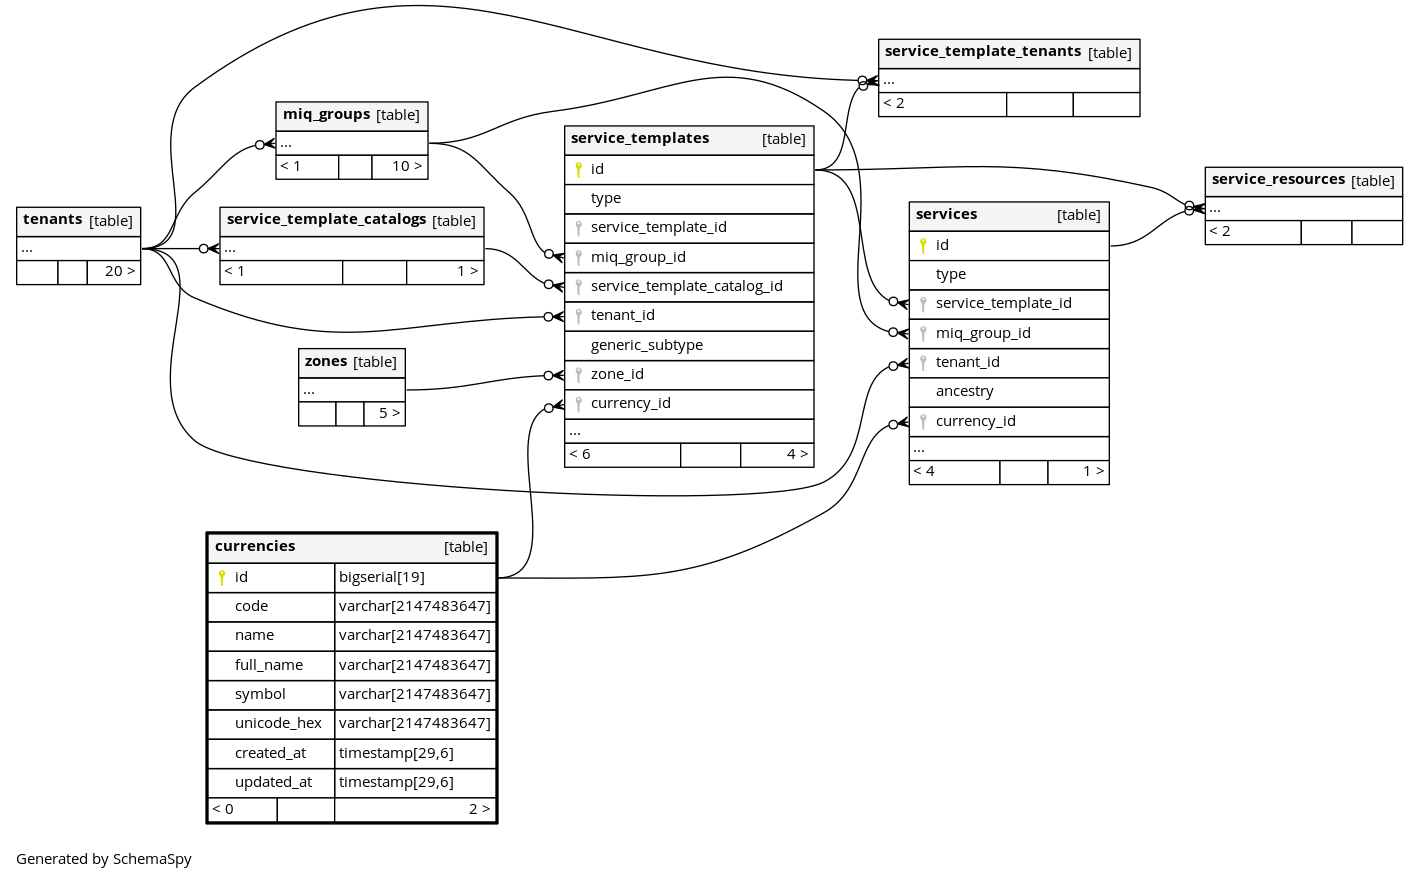 service_template_tenants [table]
...
< 2
miq_groups [table]
...
< 1 10 >
service_templates [table]
id
type
service_template_id
miq_group_id
service_template_catalog_id
tenant_id
generic_subtype
zone_id
currency_id
...
< 6 4 >
service_resources [table]
...
< 2
tenants [table]
...
20 >
service_template_catalogs [table]
...
< 1 1 >
services [table]
id
type
service_template_id
miq_group_id
tenant_id
ancestry
currency_id
...
< 4 1 >
zones [table]
...
5 >
currencies [table]
id bigserial[19]
code varchar[2147483647]
name varchar[2147483647]
full_name varchar[2147483647]
symbol varchar[2147483647]
unicode_hex varchar[2147483647]
created_at timestamp[29,6]
updated_at timestamp[29,6]
< 0 2 >
Generated by SchemaSpy